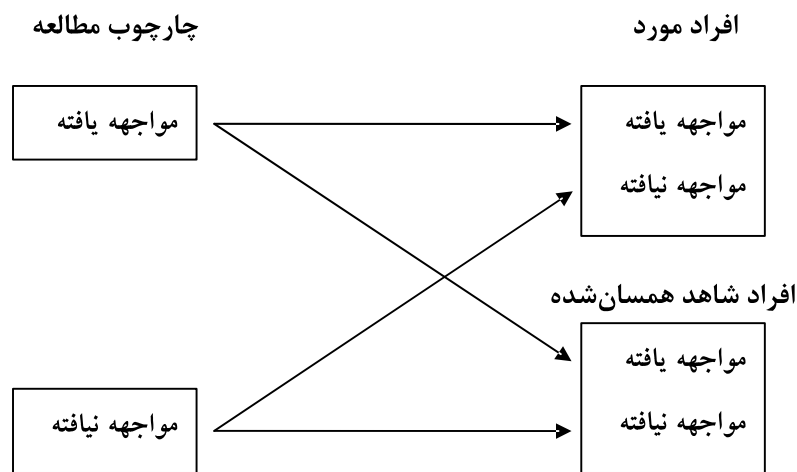 افراد مورد
چارچوب مطالعه
مواجهه یافته
مواجهه نیافته
مواجهه یافته
افراد شاهد همسان‌شده
مواجهه یافته
مواجهه نیافته
مواجهه نیافته